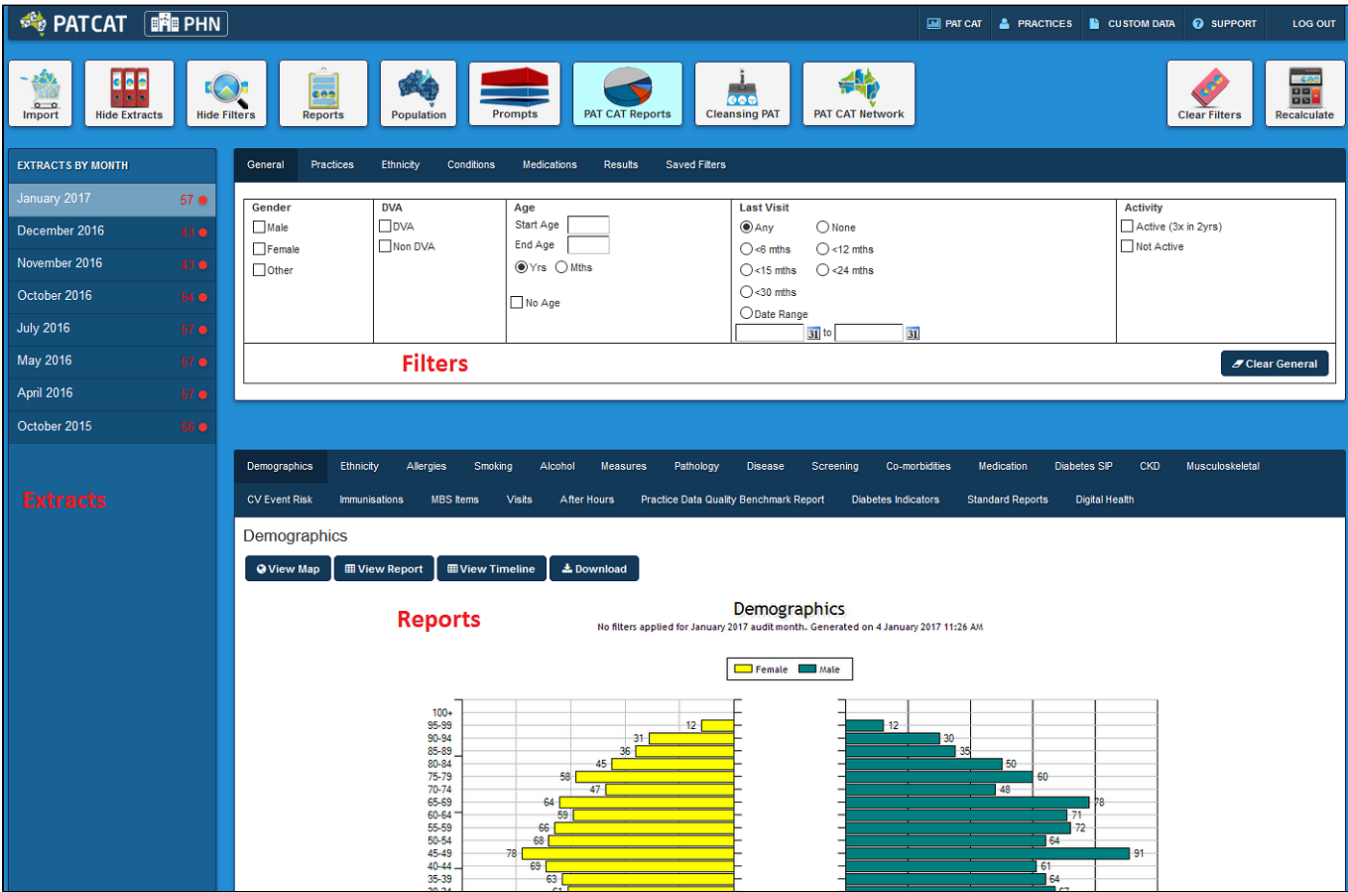 PATCAT PHN PAT CAT PRACTICES CUSTOM DATA SUPPORT LOG OUT
Import Hide Extracts Hide Filters Reports Population Prompts PAT CAT Reports Cleansing PAT PAT CAT Network Clear Filters Recalculate
EXTRACTS BY MONTH
January 2017 57
December 2016 43
November 2016 43
October 2016 54
July 2016 57
May 2016 57
April 2016 57
October 2015 56
Extracts
General Practices Ethnicity Conditions Medications Results Saved Filters
Gender DVA Age Last Visit Activity
Male DVA Start Age Any None Active (3x in 2yrs)
Female Non DVA End Age <6 mths <12 mths Not Active
Other Yrs Mths <15 mths <24 mths
No Age <30 mths
Date Range
31 to 31
Filters Clear General
Demographics Ethnicity Allergies Smoking Alcohol Measures Pathology Disease Screening Co-morbidities Medication Diabetes SIP CKD Musculoskeletal
CV Event Risk Immunisations MBS Items Visits After Hours Practice Data Quality Benchmark Report Diabetes Indicators Standard Reports Digital Health
Demographics
View Map View Report View Timeline Download
Reports
Demographics
No filters applied for January 2017 audit month. Generated on 4 January 2017 11:26 AM
Female Male
100+
95-99 12 12
90-94 31 30
85-89 36 35
80-84 45 50
75-79 58 60
70-74 47 48
65-69 64 78
60-64 59 71
55-59 66 72
50-54 68 64
45-49 78 91
40-44 69 61
35-39 63 64